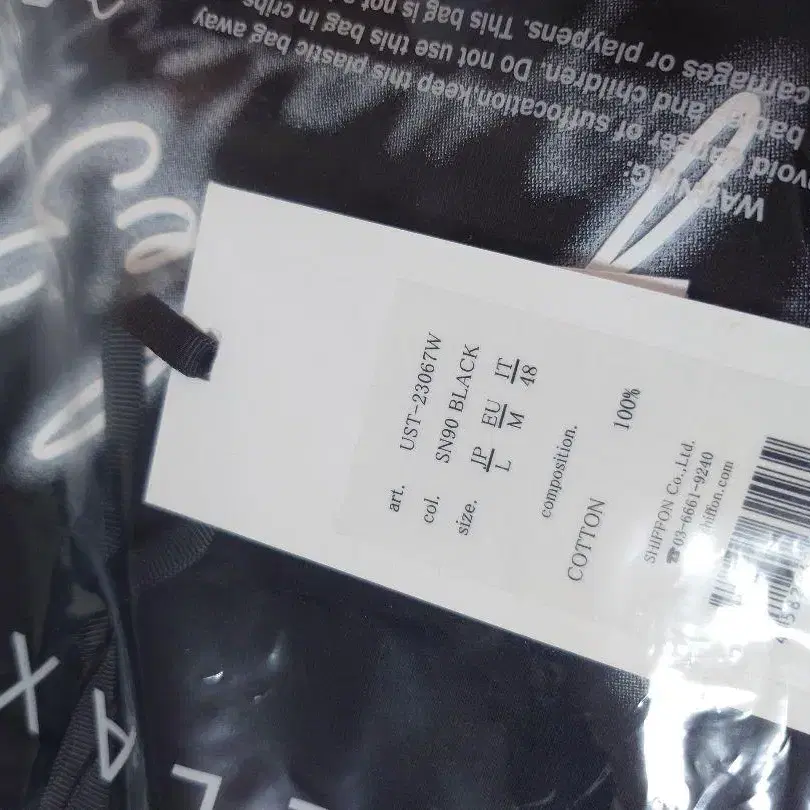 WARNING:
avoid danger of suffocation,keep this plastic bag away
babies and children. Do not use this bag in cribs
carriages or playpens. This bag is not
art. UST-23067W
col. SN90 BLACK
size. JP EU IT
L M 48
composition.
COTTON 100%
SHIFFON Co.,Ltd.
☎03-6661-9240
shiffon.com